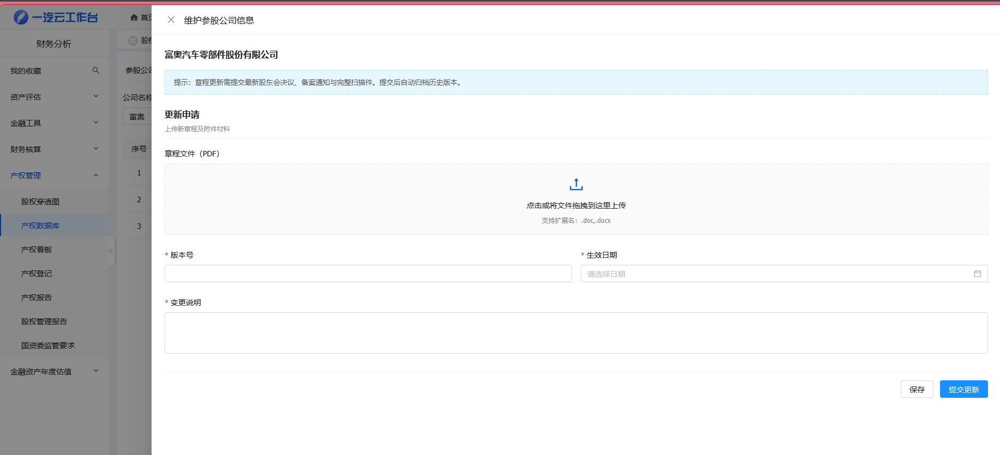 一汽云工作台
首页
维护参股公司信息
财务分析
股权
富奥汽车零部件股份有限公司
我的收藏
参股公司
提示：章程更新需提交最新股东会决议、备案通知与完整扫描件。提交后自动归档历史版本。
资产评估
公司名称
更新申请
富奥
金融工具
上传新章程及附件材料
财务核算
序号
章程文件（PDF）
产权管理
1
股权穿透图
2
点击或将文件拖拽到这里上传
支持扩展名：.doc,.docx
产权数据库
3
产权看板
* 版本号
* 生效日期
产权登记
请选择日期
产权报告
* 变更说明
股权管理报告
国资委监管要求
金融资产年度估值
保存
提交更新